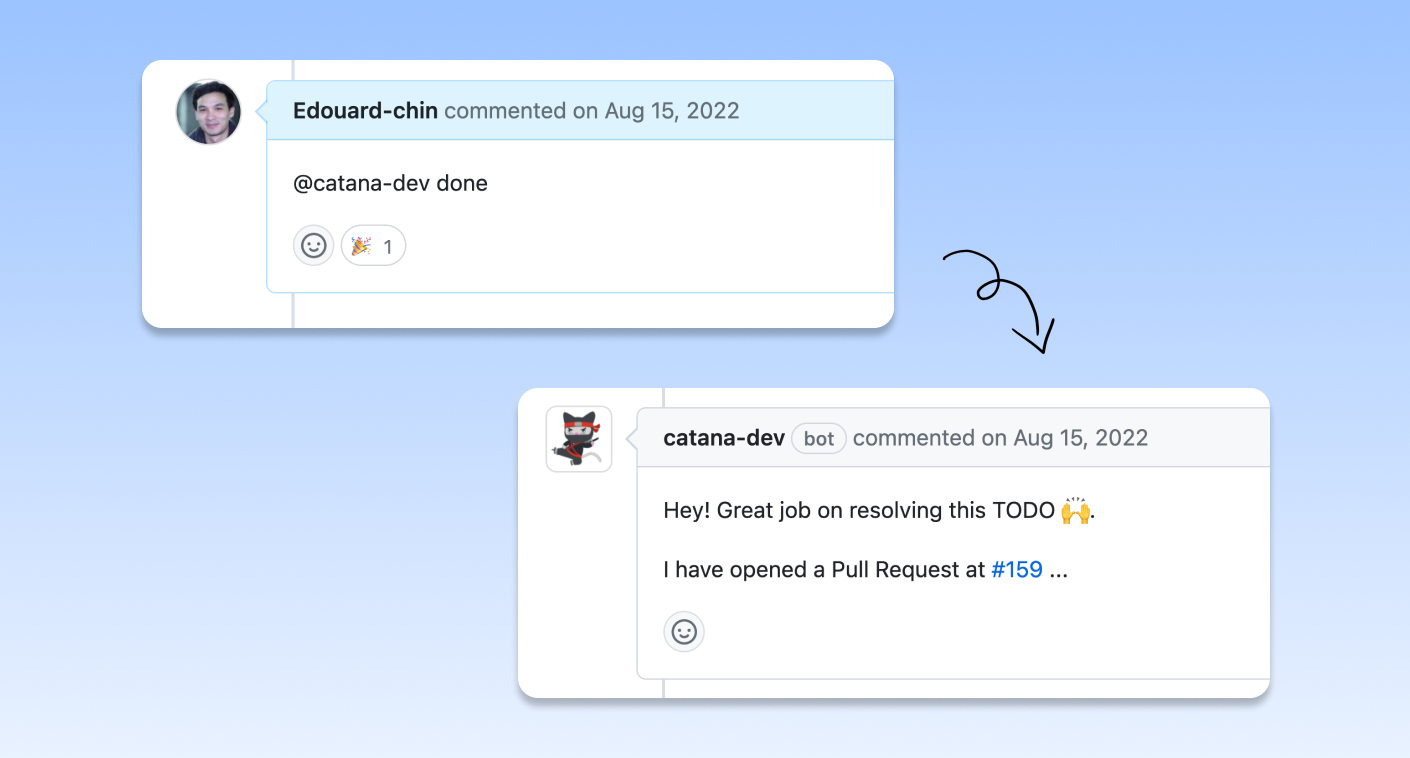 Edouard-chin commented on Aug 15, 2022
@catana-dev done
🎉 1
catana-dev bot commented on Aug 15, 2022
Hey! Great job on resolving this TODO 🙌.
I have opened a Pull Request at #159 ...